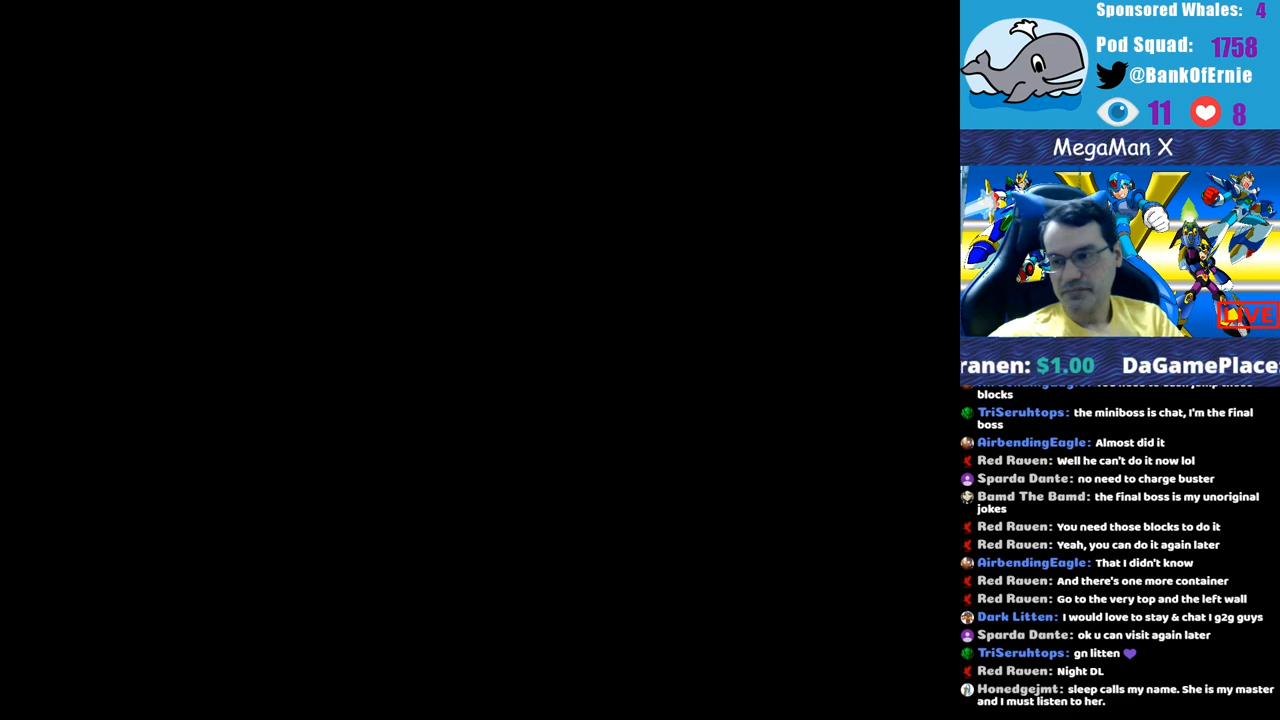 Sponsored Whales: 4
Pod Squad: 1758
@BankOfErnie
11 8
MegaMan X
LIVE
ranen: $1.00 DaGamePlace:
blocks
TriSeruhtops: the miniboss is chat, I'm the final
boss
AirbendingEagle: Almost did it
Red Raven: Well he can't do it now lol
Sparda Dante: no need to charge buster
Bamd The Bamd: the final boss is my unoriginal
jokes
Red Raven: You need those blocks to do it
Red Raven: Yeah, you can do it again later
AirbendingEagle: That I didn't know
Red Raven: And there's one more container
Red Raven: Go to the very top and the left wall
Dark Litten: I would love to stay & chat I g2g guys
Sparda Dante: ok u can visit again later
TriSeruhtops: gn litten 💜
Red Raven: Night DL
Honedgejmt: sleep calls my name. She is my master
and I must listen to her.